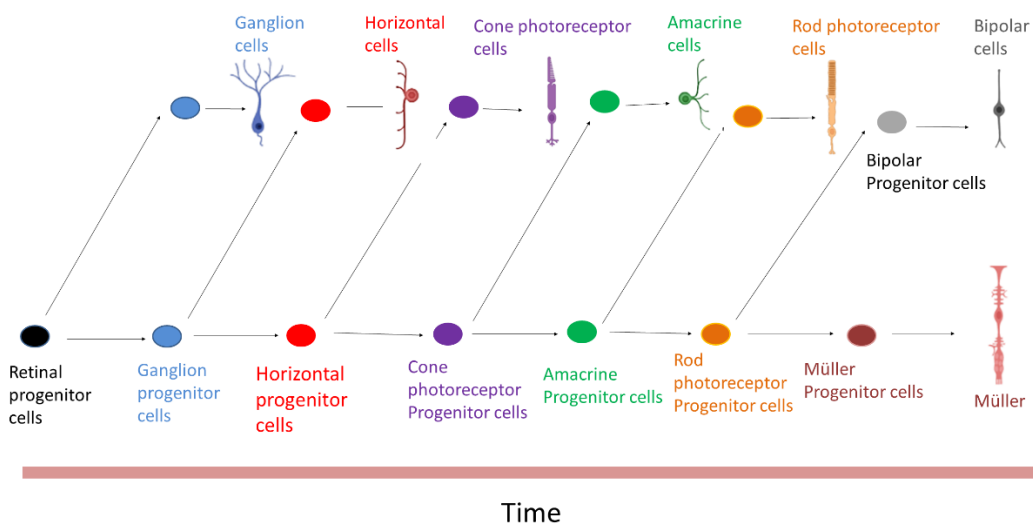 Ganglion
cells
Horizontal
cells
Cone photoreceptor
cells
Amacrine
cells
Rod photoreceptor
cells
Bipolar
cells
Bipolar
Progenitor cells
Retinal
progenitor
cells
Ganglion
progenitor
cells
Horizontal
progenitor
cells
Cone
photoreceptor
Progenitor cells
Amacrine
Progenitor cells
Rod
photoreceptor
Progenitor cells
Müller
Progenitor cells
Müller
Time